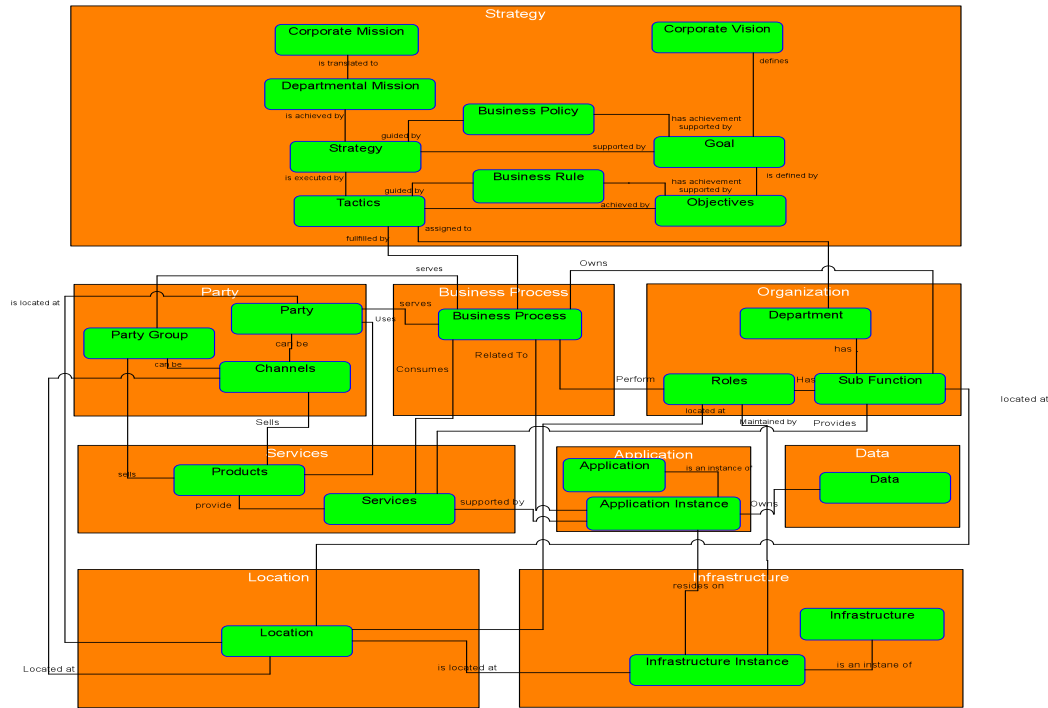 Strategy
Corporate Mission
Corporate Vision
is translated to
defines
Departmental Mission
Business Policy
is achieved by
has achievement
supported by
guided by
Strategy
supported by
Goal
is executed by
Business Rule
is defined by
has achievement
supported by
guided by
Tactics
achieved by
Objectives
assigned to
fullfilled by
Owns
serves
is located at
Party
Business Process
Organization
Party
serves
Uses
Business Process
Department
Party Group
can be
can be
Related To
has .
Channels
Consumes
Perform
Roles
Has
Sub Function
located at
located at
Sells
Maintained by
Provides
Services
Application
Data
Products
sells
Application
is an instance of
Data
provide
Services
supported by
Application Instance
Owns
Location
Infrastructure
resides on
Infrastructure
Location
Located at
is located at
Infrastructure Instance
is an instane of